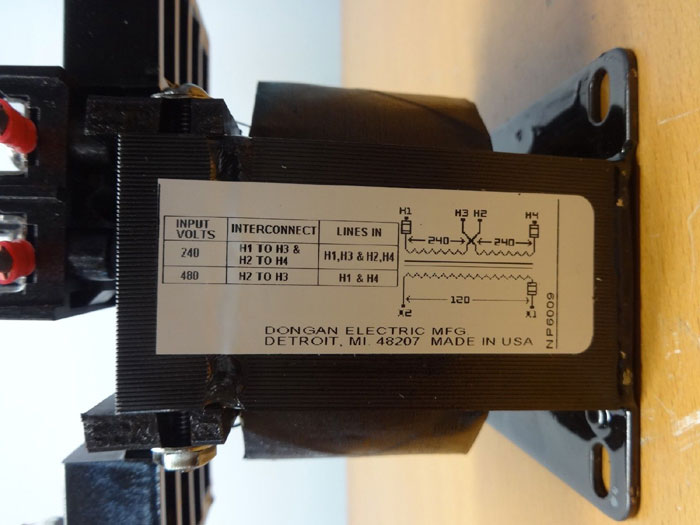 INPUT VOLTS INTERCONNECT LINES IN
240 H1 TO H3 & H2 TO H4 H1,H3 & H2,H4
480 H2 TO H3 H1 & H4
H1 H3 H2 H4
240 240
120
X2 X1
DONGAN ELECTRIC MFG
DETROIT, MI. 48207 MADE IN USA
NP6009